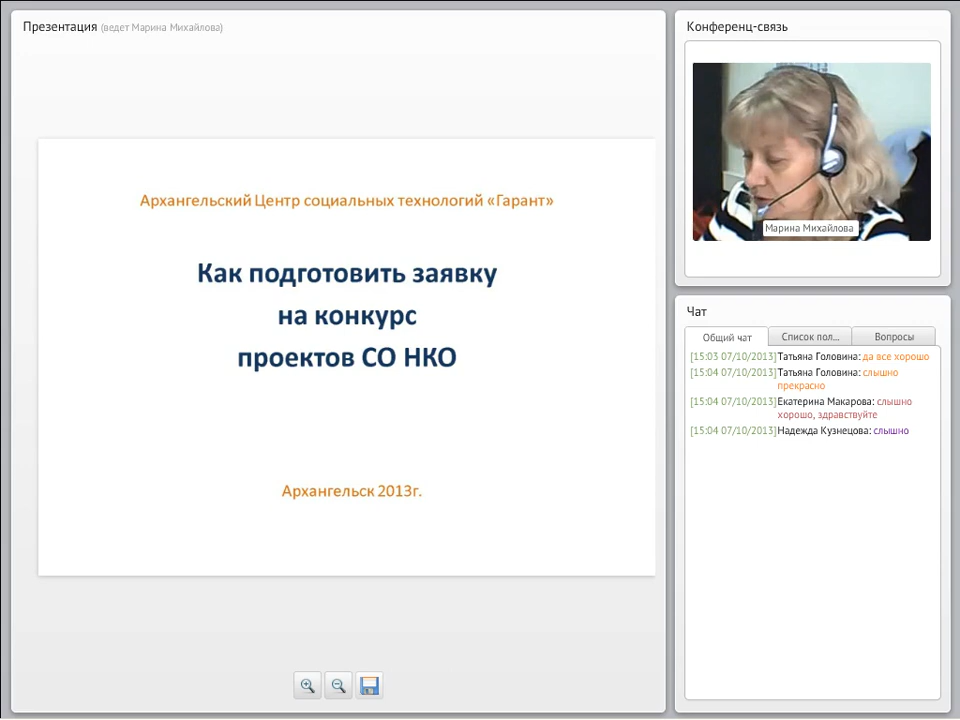 Презентация (ведет Марина Михайлова)
Архангельский Центр социальных технологий «Гарант»
Как подготовить заявку
на конкурс
проектов СО НКО
Архангельск 2013г.
Конференц-связь
Марина Михайлова
Чат
Общий чат Список пол... Вопросы
[15:03 07/10/2013]Татьяна Головина: да все хорошо
[15:04 07/10/2013]Татьяна Головина: слышно
прекрасно
[15:04 07/10/2013]Екатерина Макарова: слышно
хорошо, здравствуйте
[15:04 07/10/2013]Надежда Кузнецова: слышно